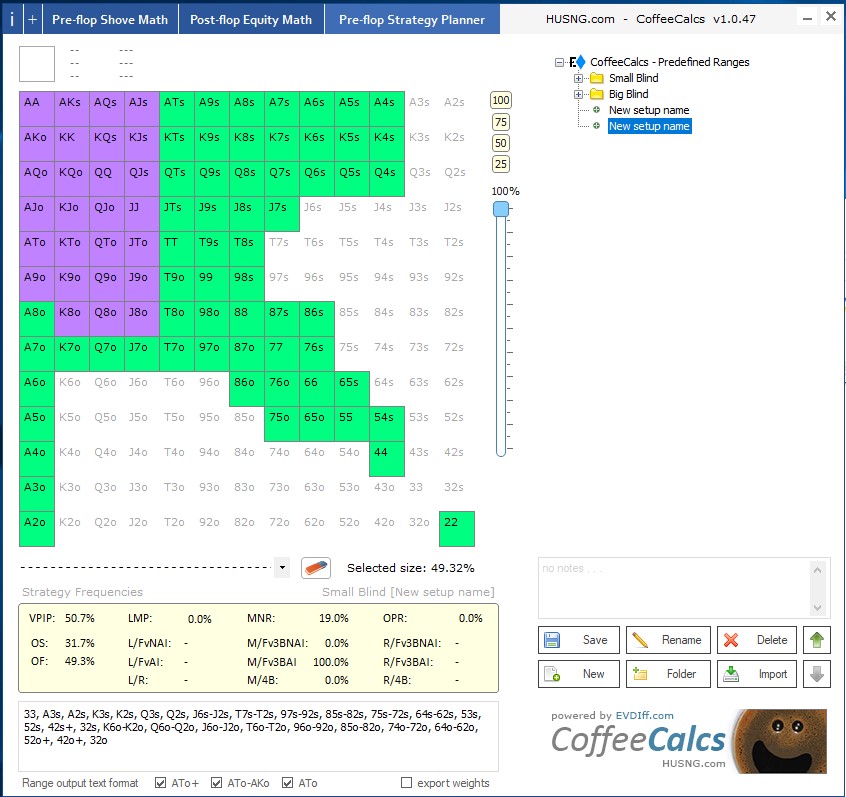 i + Pre-flop Shove Math Post-flop Equity Math Pre-flop Strategy Planner HUSNG.com - CoffeeCalcs v1.0.47
-- ---
-- ---
-- ---
CoffeeCalcs - Predefined Ranges
Small Blind
Big Blind
New setup name
New setup name
AA AKs AQs AJs ATs A9s A8s A7s A6s A5s A4s A3s A2s
AKo KK KQs KJs KTs K9s K8s K7s K6s K5s K4s K3s K2s
AQo KQo QQ QJs QTs Q9s Q8s Q7s Q6s Q5s Q4s Q3s Q2s
AJo KJo QJo JJ JTs J9s J8s J7s J6s J5s J4s J3s J2s
ATo KTo QTo JTo TT T9s T8s T7s T6s T5s T4s T3s T2s
A9o K9o Q9o J9o T9o 99 98s 97s 96s 95s 94s 93s 92s
A8o K8o Q8o J8o T8o 98o 88 87s 86s 85s 84s 83s 82s
A7o K7o Q7o J7o T7o 97o 87o 77 76s 75s 74s 73s 72s
A6o K6o Q6o J6o T6o 96o 86o 76o 66 65s 64s 63s 62s
A5o K5o Q5o J5o T5o 95o 85o 75o 65o 55 54s 53s 52s
A4o K4o Q4o J4o T4o 94o 84o 74o 64o 54o 44 43s 42s
A3o K3o Q3o J3o T3o 93o 83o 73o 63o 53o 43o 33 32s
A2o K2o Q2o J2o T2o 92o 82o 72o 62o 52o 42o 32o 22
100
75
50
25
100%
Selected size: 49.32%
Strategy Frequencies Small Blind [New setup name]
VPIP: 50.7% LMP: 0.0% MNR: 19.0% OPR: 0.0%
OS: 31.7% L/FvNAI: - M/Fv3BNAI: 0.0% R/Fv3BNAI: -
OF: 49.3% L/FvAI: - M/Fv3BAI 100.0% R/Fv3BAI: -
L/R: - M/4B: 0.0% R/4B: -
33, A3s, A2s, K3s, K2s, Q3s, Q2s, J6s-J2s, T7s-T2s, 97s-92s, 85s-82s, 75s-72s, 64s-62s, 53s,
52s, 42s+, 32s, K6o-K2o, Q6o-Q2o, J6o-J2o, T6o-T2o, 96o-92o, 85o-82o, 74o-72o, 64o-62o,
52o+, 42o+, 32o
Range output text format ATo+ ATo-AKo ATo export weights
no notes . . .
Save Rename Delete
New Folder Import
powered by EVDiff.com
CoffeeCalcs
HUSNG.com